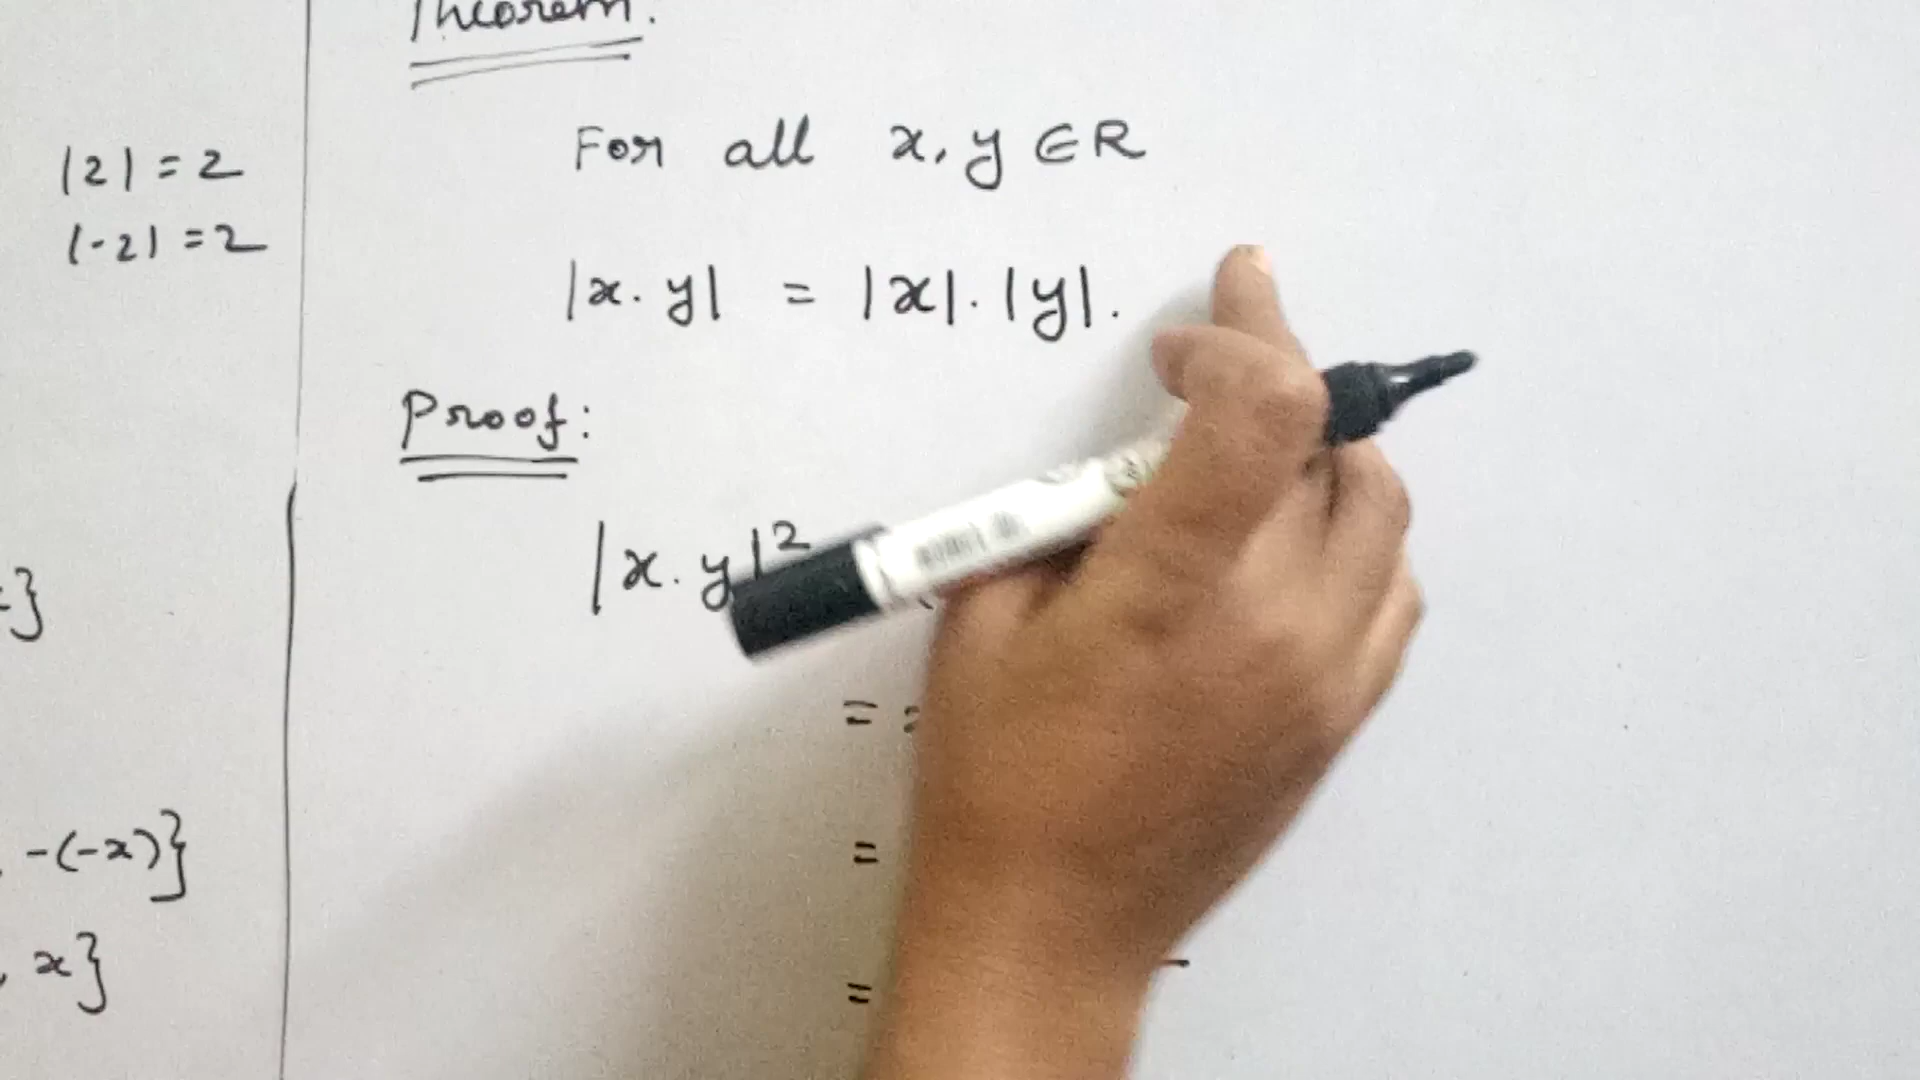 |2| = 2
|-2| = 2
}
-(-x)}
, x}
Theorem.
For all x, y ∈ R
|x. y| = |x|. |y|.
Proof:
|x. y|²
=
=
=